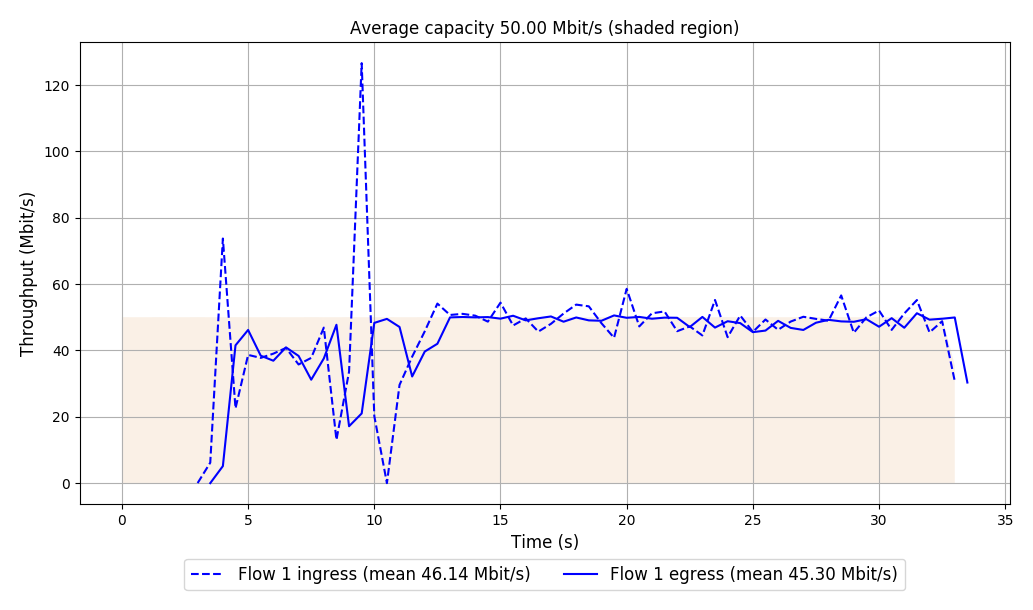 Average capacity 50.00 Mbit/s (shaded region)
Throughput (Mbit/s)
120
100
80
60
40
20
0
0 5 10 15 20 25 30 35
Time (s)
Flow 1 ingress (mean 46.14 Mbit/s) Flow 1 egress (mean 45.30 Mbit/s)